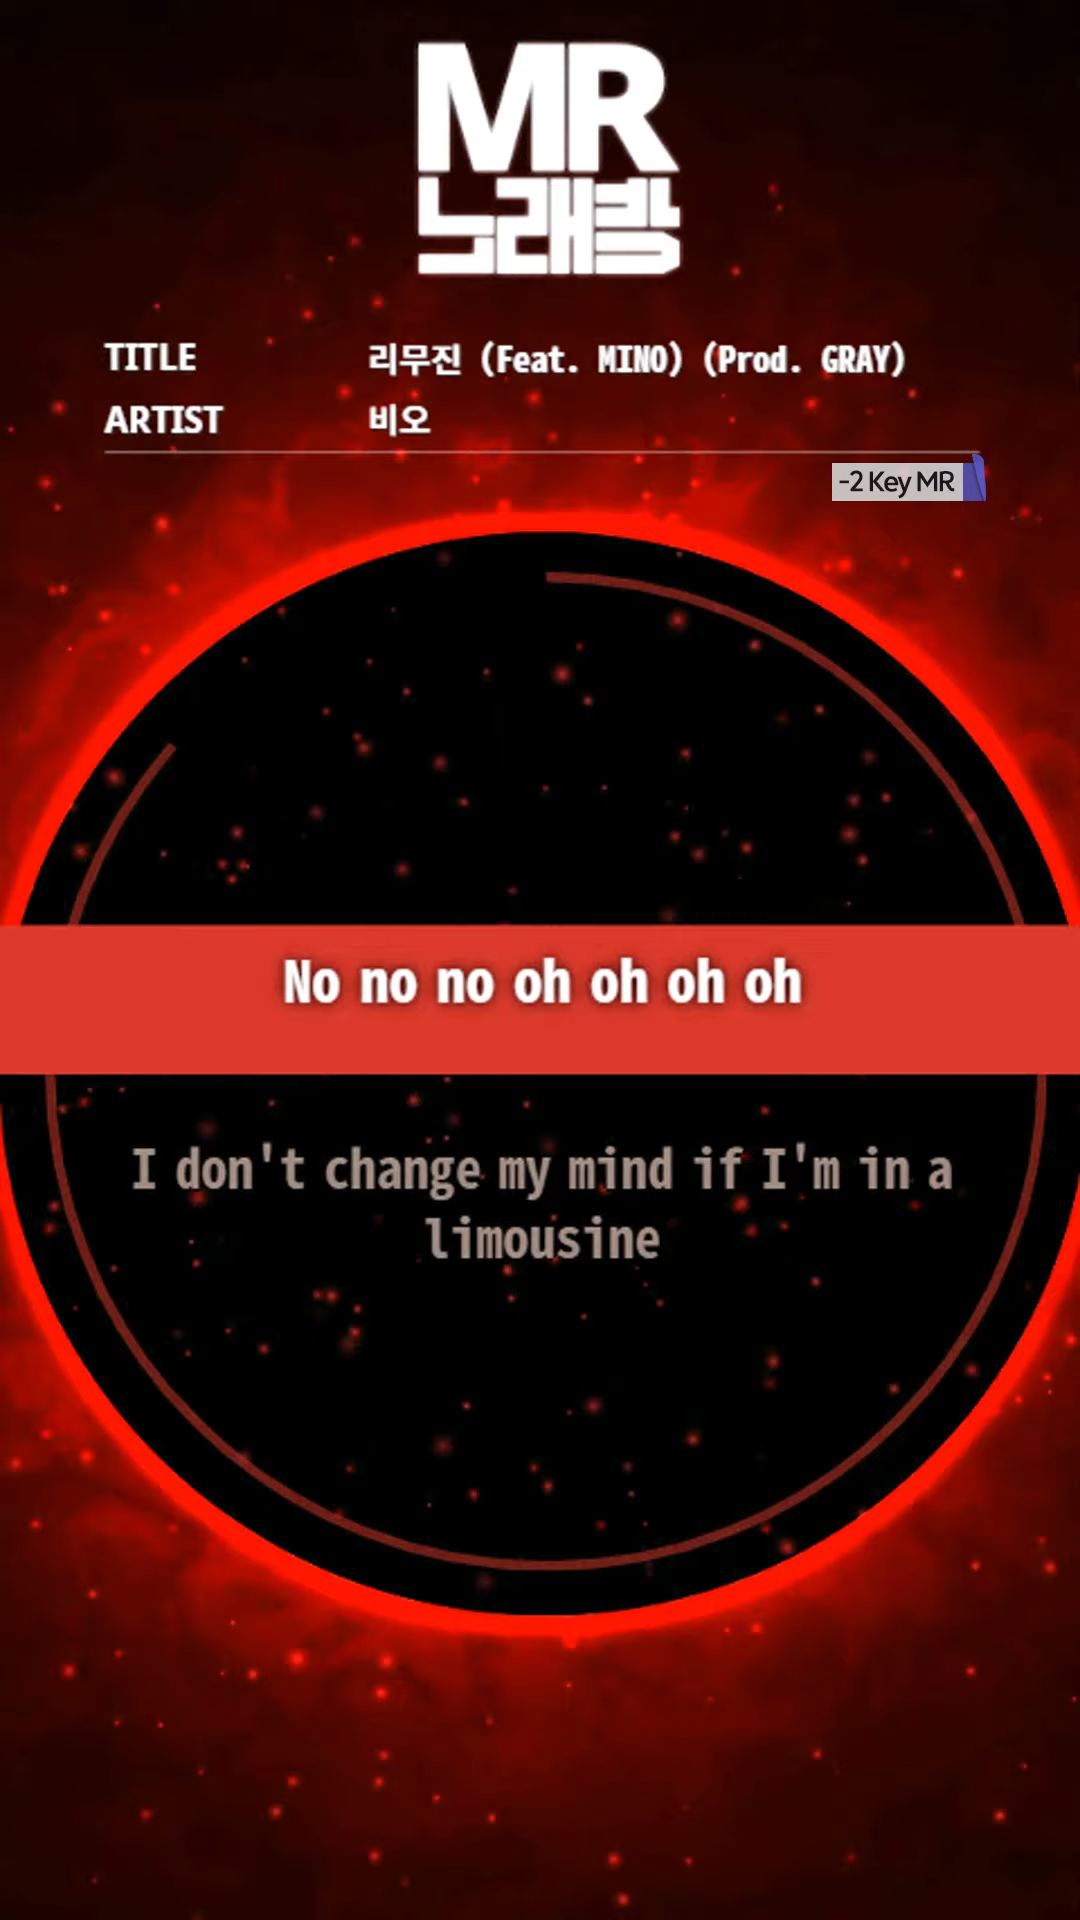 MR
노래방
TITLE 리무진 (Feat. MINO) (Prod. GRAY)
ARTIST 비오
-2 Key MR
No no no oh oh oh oh
I don't change my mind if I'm in a
limousine